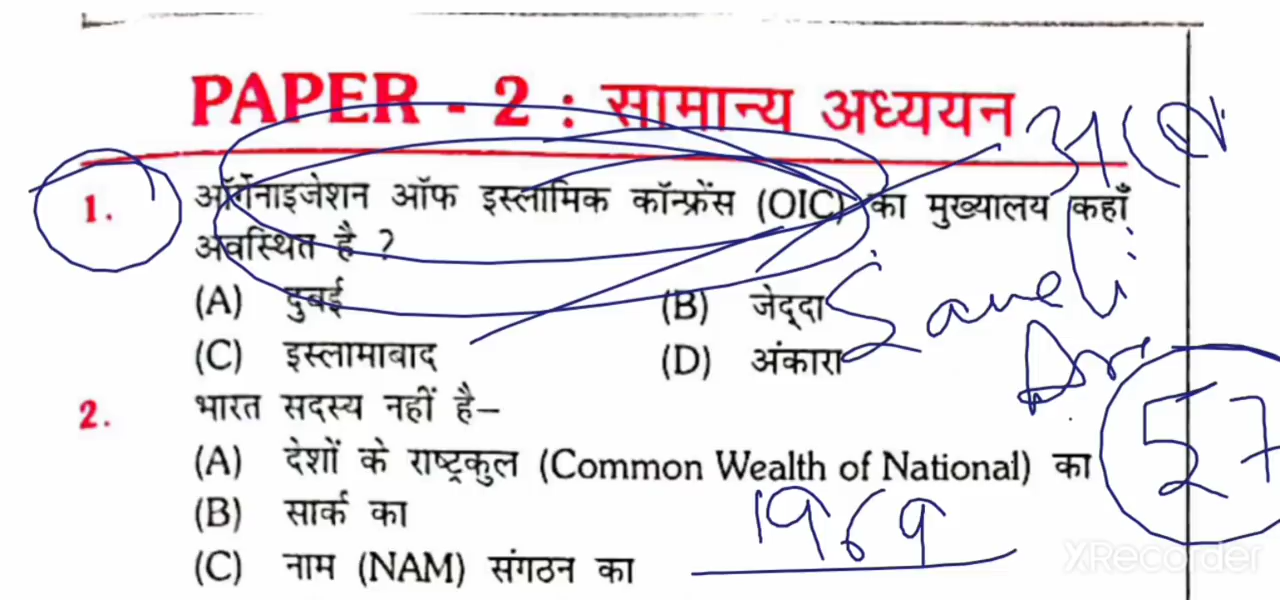 PAPER - 2 : सामान्य अध्ययन
1. ऑर्गेनाइजेशन ऑफ इस्लामिक कॉन्फ्रेंस (OIC) का मुख्यालय कहाँ
अवस्थित है ?
(A) दुबई (B) जेद्दा
(C) इस्लामाबाद (D) अंकारा
Saudi
57
2. भारत सदस्य नहीं है–
(A) देशों के राष्ट्रकुल (Common Wealth of National) का
(B) सार्क का
1969
(C) नाम (NAM) संगठन का
XRecorder